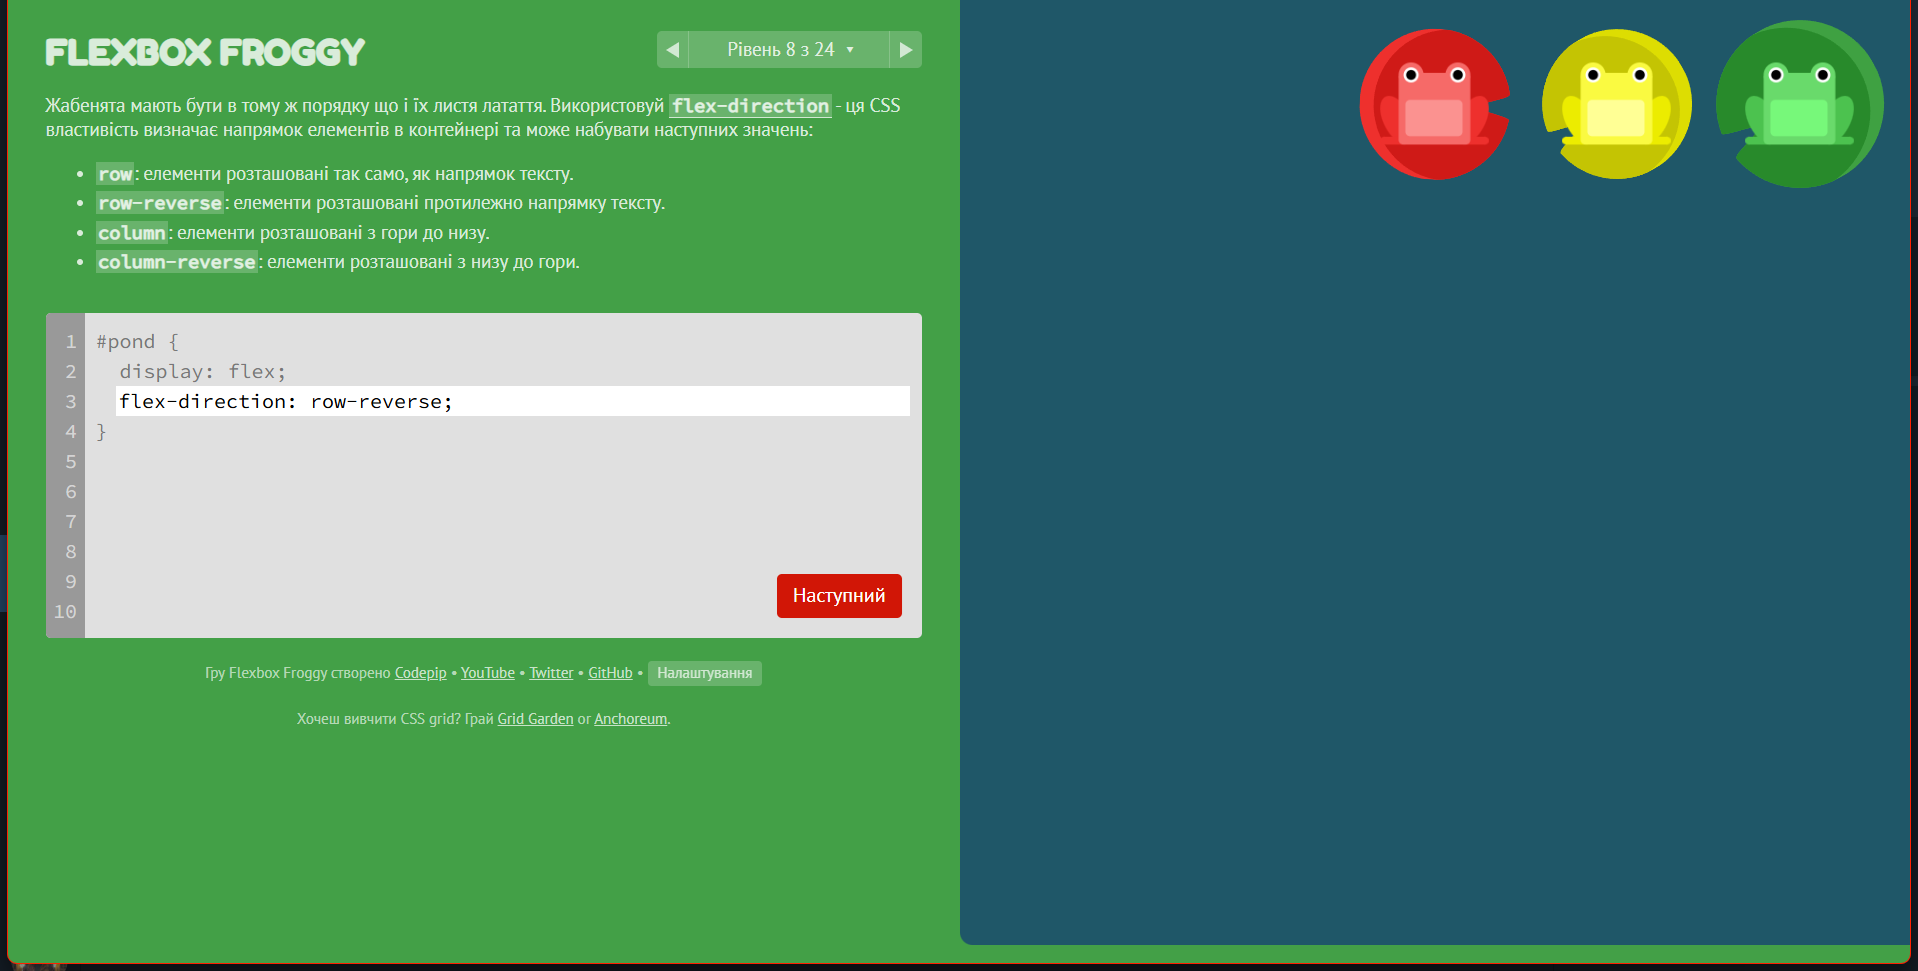 FLEXBOX FROGGY
Рівень 8 з 24
Жабенята мають бути в тому ж порядку що і їх листя латаття. Використовуй flex-direction - ця CSS
властивість визначає напрямок елементів в контейнері та може набувати наступних значень:
• row: елементи розташовані так само, як напрямок тексту.
• row-reverse: елементи розташовані протилежно напрямку тексту.
• column: елементи розташовані з гори до низу.
• column-reverse: елементи розташовані з низу до гори.
1 #pond {
2 display: flex;
3 flex-direction: row-reverse;
4 }
5
6
7
8
9
10
Наступний
Гру Flexbox Froggy створено Codepip • YouTube • Twitter • GitHub • Налаштування
Хочеш вивчити CSS grid? Грай Grid Garden or Anchoreum.